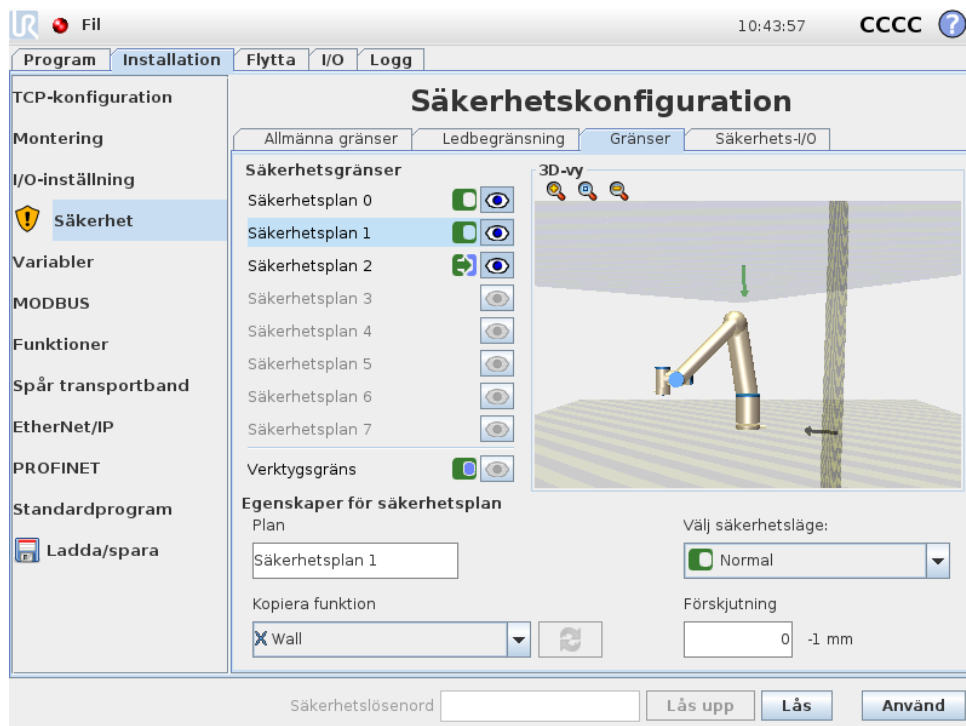 UR Fil 10:43:57 CCCC ?
Program Installation Flytta I/O Logg
TCP-konfiguration
Montering
I/O-inställning
Säkerhet
Variabler
MODBUS
Funktioner
Spår transportband
EtherNet/IP
PROFINET
Standardprogram
Ladda/spara
Säkerhetskonfiguration
Allmänna gränser Ledbegränsning Gränser Säkerhets-I/O
Säkerhetsgränser
Säkerhetsplan 0
Säkerhetsplan 1
Säkerhetsplan 2
Säkerhetsplan 3
Säkerhetsplan 4
Säkerhetsplan 5
Säkerhetsplan 6
Säkerhetsplan 7
Verktygsgräns
3D-vy
Egenskaper för säkerhetsplan
Plan
Säkerhetsplan 1
Välj säkerhetsläge:
Normal
Kopiera funktion
Wall
Förskjutning
0 -1 mm
Säkerhetslösenord Lås upp Lås Använd